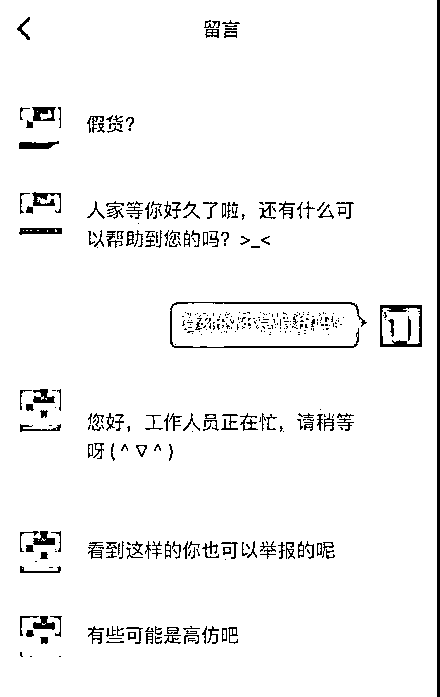 留言
假货？
人家等你好久了啦，还有什么可
以帮助到您的吗？>_<
您好，工作人员正在忙，请稍等
呀(^∇^)
看到这样的你也可以举报的呢
有些可能是高仿吧